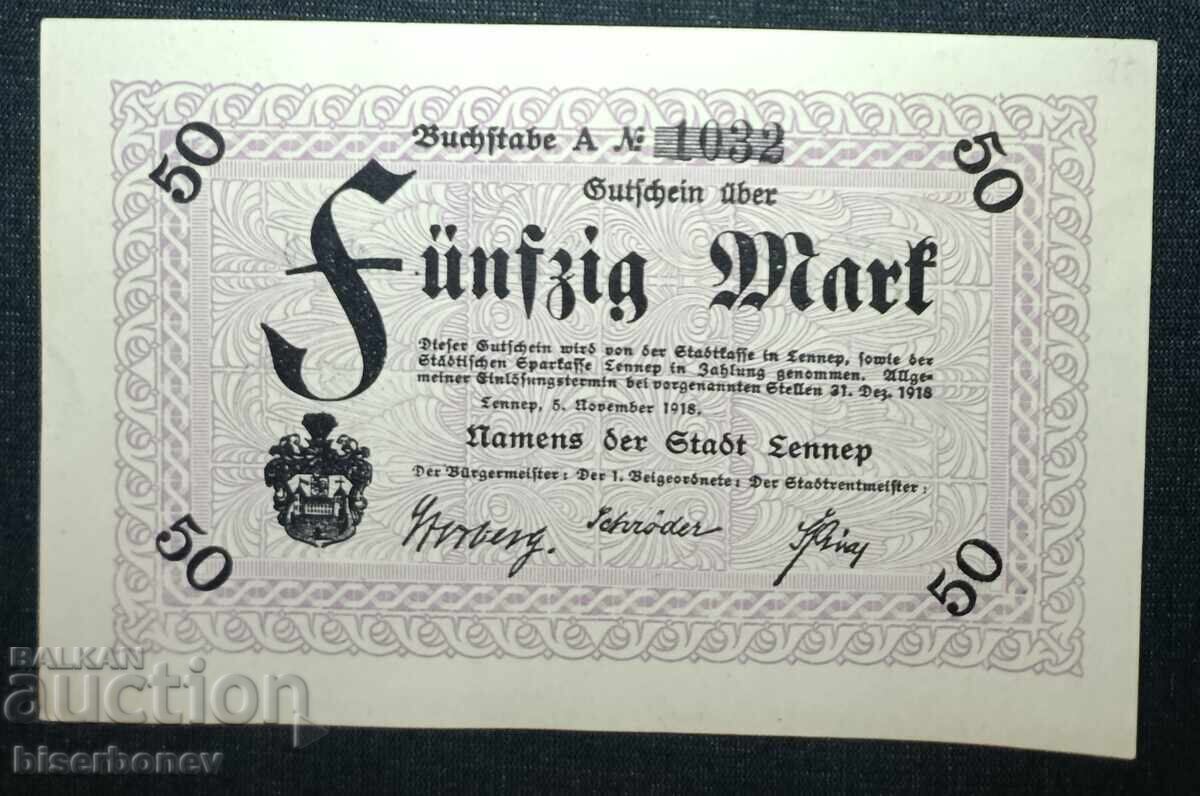 50
50
Buchstabe A № 1032
Gutschein über
Fünfzig Mark
Dieser Gutschein wird von der Stadtkasse in Lennep, sowie der
Städtischen Sparkasse Lennep in Zahlung genommen. Allge-
meiner Einlösungstermin bei vorgenannten Stellen 31. Dez. 1918
Lennep, 5. November 1918.
Namens der Stadt Lennep
Der Bürgermeister: Der 1. Beigeordnete: Der Stadtrentmeister:
Schröder
50
50
BALKAN
auction
biserbonev